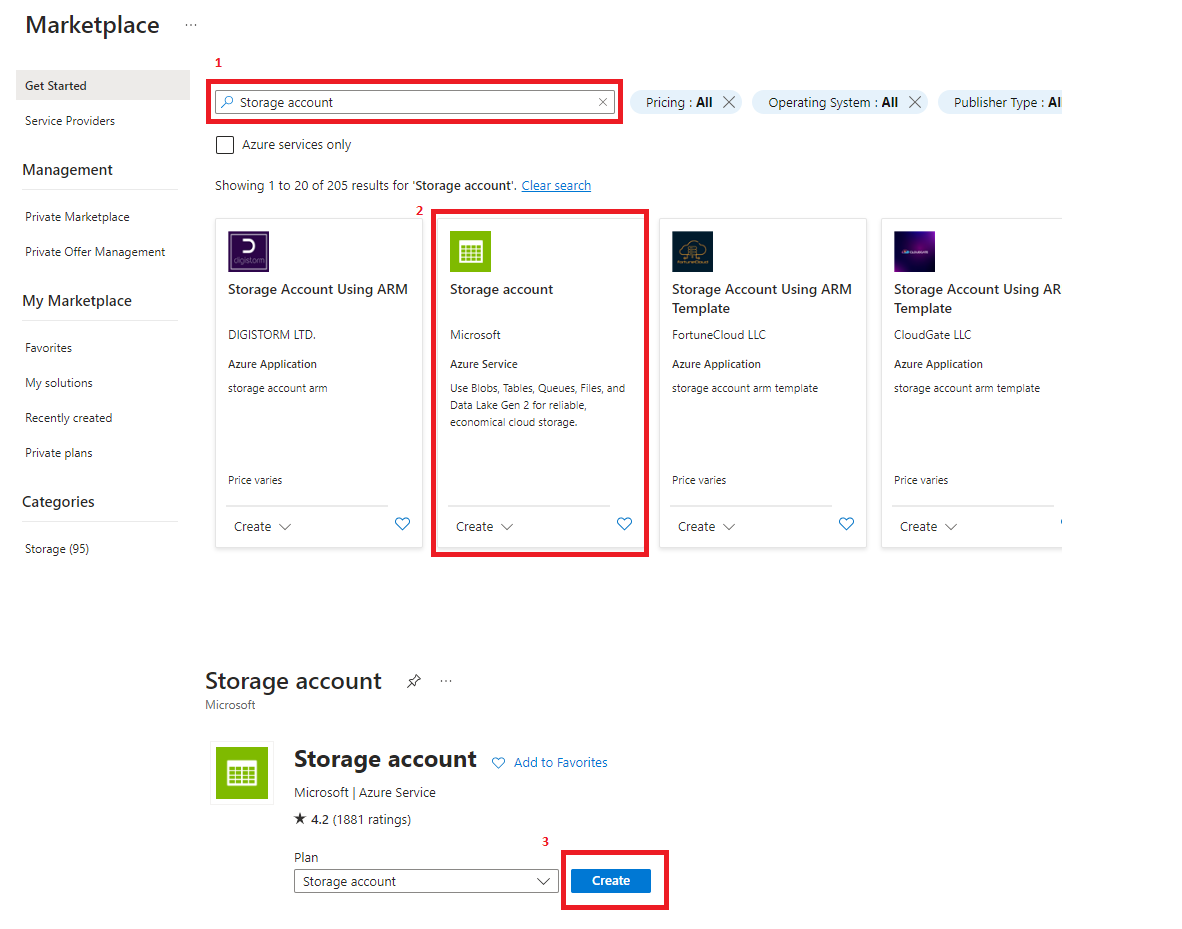 Marketplace ...
Get Started
Service Providers
Management
Private Marketplace
Private Offer Management
My Marketplace
Favorites
My solutions
Recently created
Private plans
Categories
Storage (95)
1
Storage account
Pricing : All
Operating System : All
Publisher Type : Al
Azure services only
Showing 1 to 20 of 205 results for 'Storage account'. Clear search
2
digistorm
Storage Account Using ARM
DIGISTORM LTD.
Azure Application
storage account arm
Price varies
Create
Storage account
Microsoft
Azure Service
Use Blobs, Tables, Queues, Files, and
Data Lake Gen 2 for reliable,
economical cloud storage.
Create
FortuneCloud
Storage Account Using ARM
Template
FortuneCloud LLC
Azure Application
storage account arm template
Price varies
Create
Storage Account Using AR
Template
CloudGate LLC
Azure Application
storage account arm template
Price varies
Create
Storage account ...
Microsoft
Storage account
Add to Favorites
Microsoft | Azure Service
4.2 (1881 ratings)
3
Plan
Storage account
Create